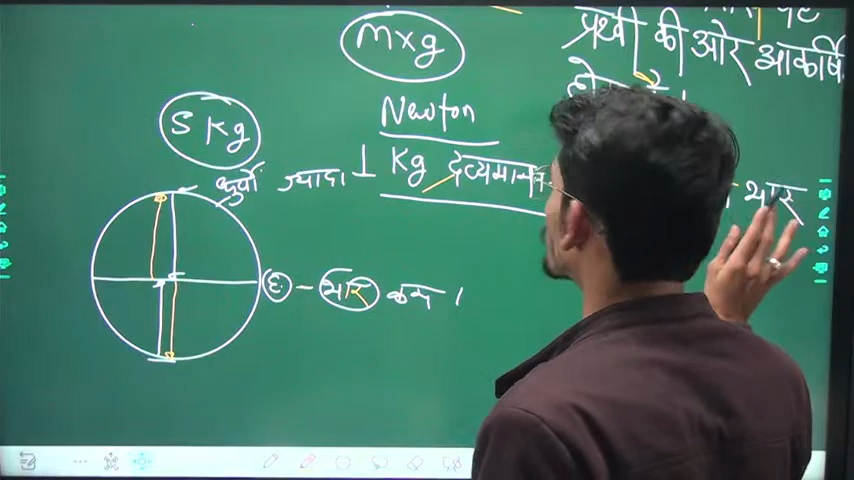 m×g
पृथ्वी की ओर आकर्षि
Newton
5 Kg
1 Kg द्रव्यमान
भार
ध्रुवों ज्यादा
भार कम ।